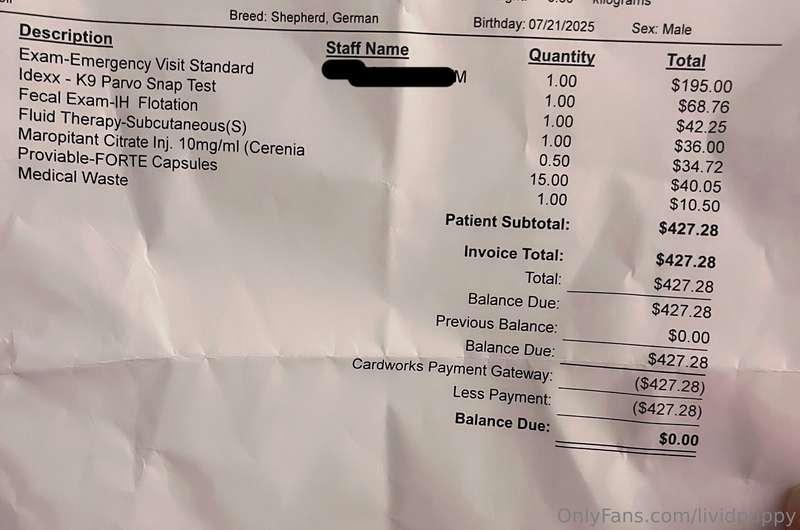 Breed: Shepherd, German Birthday: 07/21/2025 Sex: Male
Description Staff Name Quantity Total
Exam-Emergency Visit Standard M 1.00 $195.00
Idexx - K9 Parvo Snap Test 1.00 $68.76
Fecal Exam-IH Flotation 1.00 $42.25
Fluid Therapy-Subcutaneous(S) 1.00 $36.00
Maropitant Citrate Inj. 10mg/ml (Cerenia 0.50 $34.72
Proviable-FORTE Capsules 15.00 $40.05
Medical Waste 1.00 $10.50
Patient Subtotal: $427.28
Invoice Total: $427.28
Total: $427.28
Balance Due: $427.28
Previous Balance: $0.00
Balance Due: $427.28
Cardworks Payment Gateway: ($427.28)
Less Payment: ($427.28)
Balance Due: $0.00
OnlyFans.com/lividpuppy